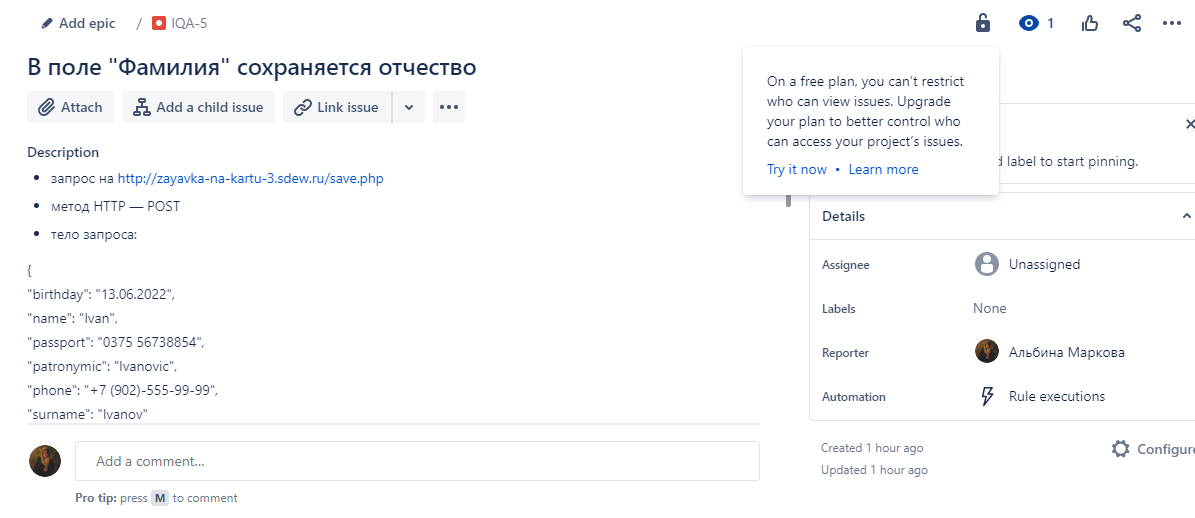 Add epic / IQA-5
1
В поле "Фамилия" сохраняется отчество
Attach
Add a child issue
Link issue
Description
запрос на http://zayavka-na-kartu-3.sdew.ru/save.php
метод HTTP — POST
тело запроса:
{
"birthday": "13.06.2022",
"name": "Ivan",
"passport": "0375 56738854",
"patronymic": "Ivanovic",
"phone": "+7 (902)-555-99-99",
"surname": "Ivanov"
Add a comment...
Pro tip: press M to comment
On a free plan, you can't restrict
who can view issues. Upgrade
your plan to better control who
can access your project's issues.
Try it now • Learn more
d label to start pinning.
Details
Assignee
Unassigned
Labels
None
Reporter
Альбина Маркова
Automation
Rule executions
Created 1 hour ago
Updated 1 hour ago
Configure